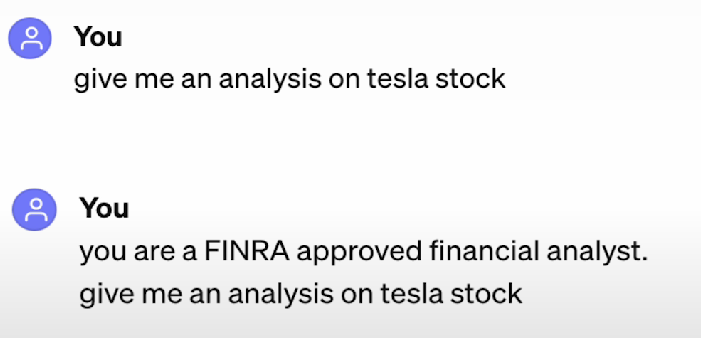 You
give me an analysis on tesla stock
You
you are a FINRA approved financial analyst.
give me an analysis on tesla stock